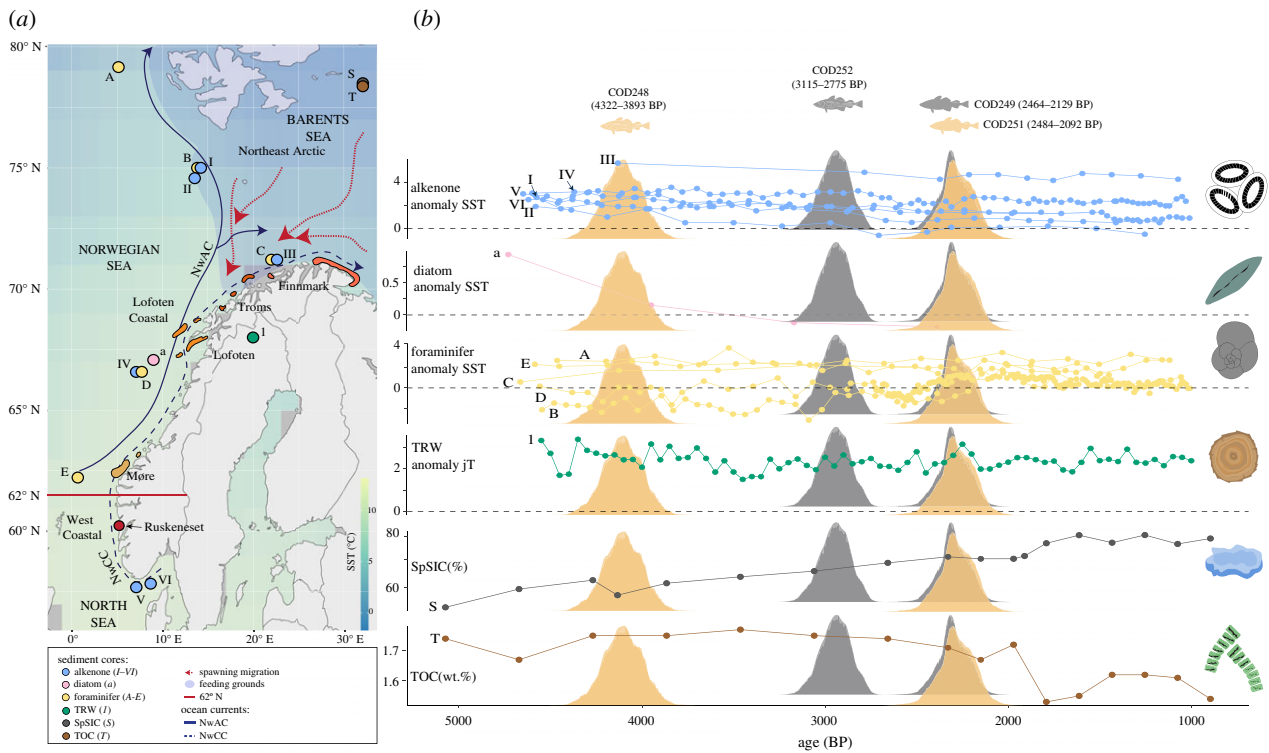 (a)
80° N
75° N
70° N
65° N
62° N
60° N
0°
10° E
20° E
30° E
A
S
T
BARENTS
SEA
Northeast Arctic
B
I
II
NORWEGIAN
SEA
NwAC
C
III
Finnmark
Troms
Lofoten
Coastal
Lofoten
1
a
IV
D
E
Møre
West
Coastal
Ruskeneset
NwCC
VI
V
NORTH
SEA
SST (°C)
10
5
0
sediment cores:
alkenone (I–VI)
diatom (a)
foraminifer (A-E)
TRW (1)
SpSIC (S)
TOC (T)
spawning migration
feeding grounds
62° N
ocean currents:
NwAC
NwCC
(b)
COD248
(4322–3893 BP)
COD252
(3115–2775 BP)
COD249 (2464–2129 BP)
COD251 (2484–2092 BP)
alkenone
anomaly SST
4
0
I
II
III
IV
V
VI
diatom
anomaly SST
0.5
0
a
foraminifer
anomaly SST
4
0
A
E
C
D
B
TRW
anomaly jT
2
0
1
SpSIC(%)
80
60
S
TOC(wt.%)
1.7
1.6
T
5000
4000
3000
2000
1000
age (BP)